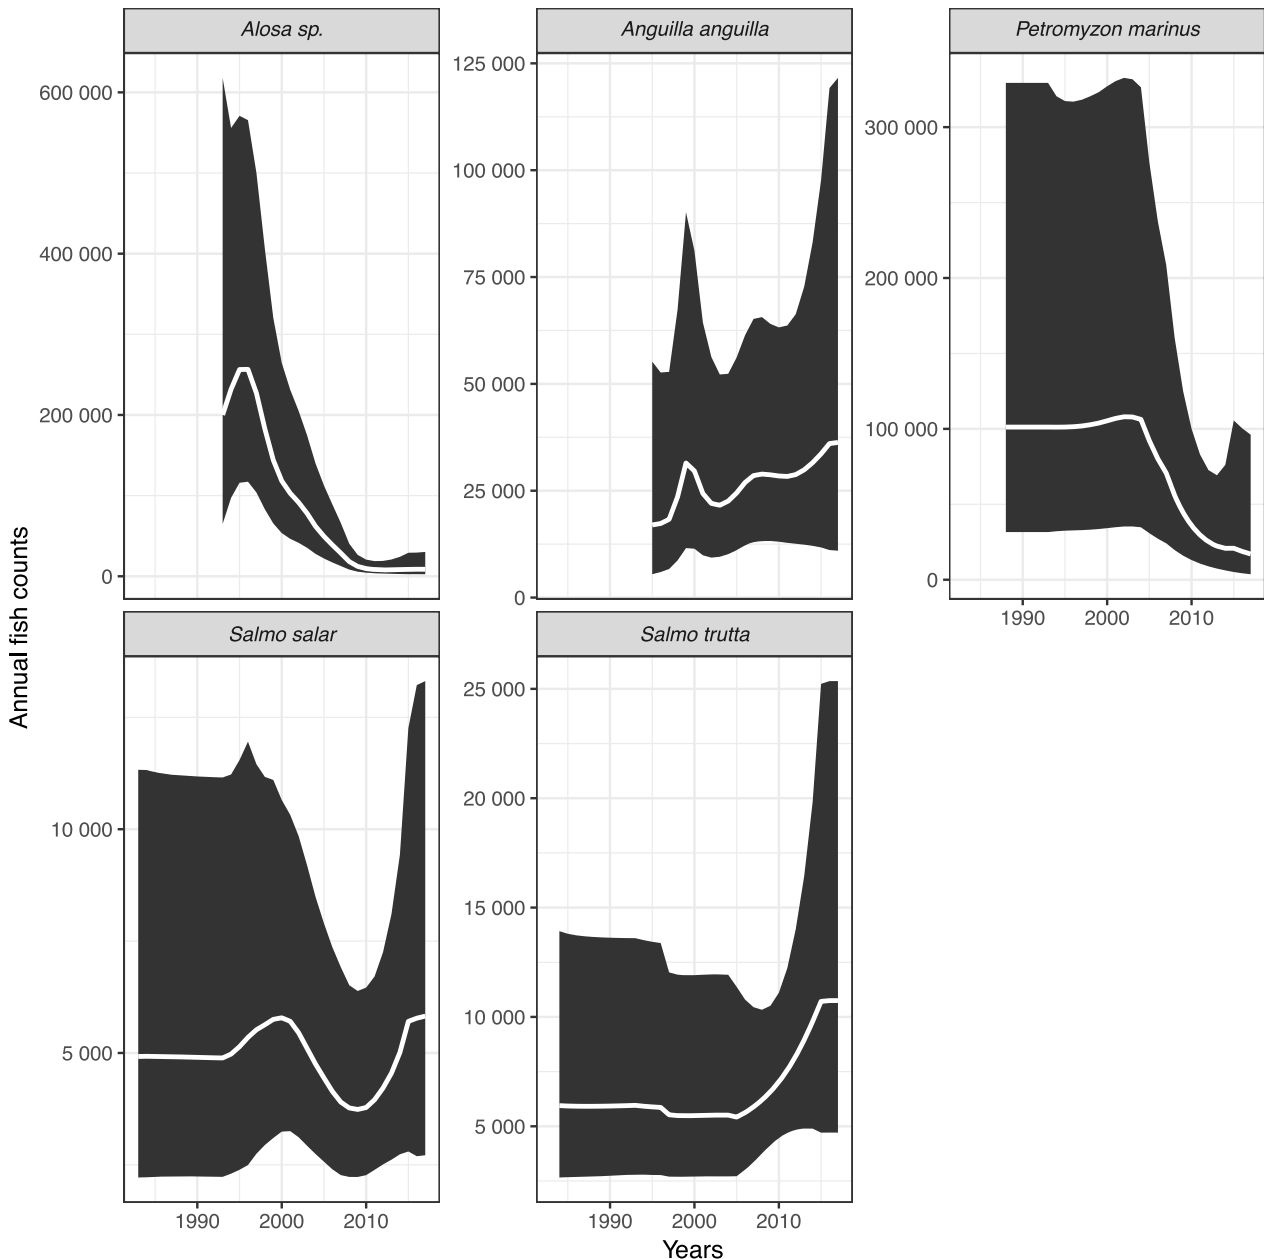 Alosa sp.
Anguilla anguilla
Petromyzon marinus
600 000
400 000
200 000
0
125 000
100 000
75 000
50 000
25 000
0
300 000
200 000
100 000
0
1990 2000 2010
Annual fish counts
Salmo salar
Salmo trutta
10 000
5 000
25 000
20 000
15 000
10 000
5 000
1990 2000 2010
1990 2000 2010
Years